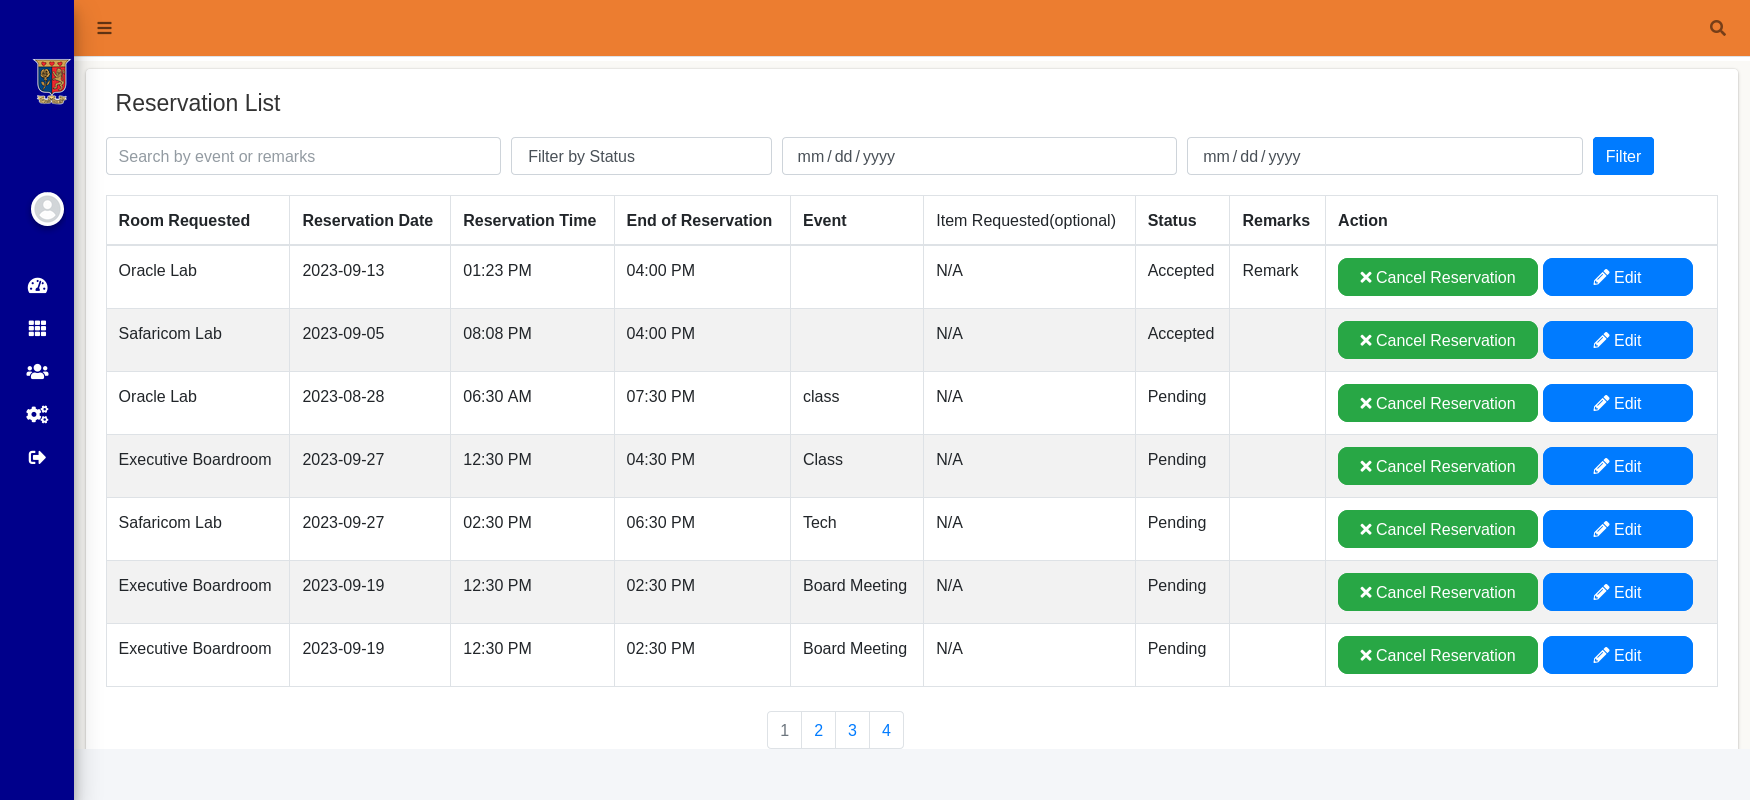 Reservation List
Search by event or remarks Filter by Status mm/dd/yyyy mm/dd/yyyy Filter
Room Requested Reservation Date Reservation Time End of Reservation Event Item Requested(optional) Status Remarks Action
Oracle Lab 2023-09-13 01:23 PM 04:00 PM N/A Accepted Remark Cancel Reservation Edit
Safaricom Lab 2023-09-05 08:08 PM 04:00 PM N/A Accepted Cancel Reservation Edit
Oracle Lab 2023-08-28 06:30 AM 07:30 PM class N/A Pending Cancel Reservation Edit
Executive Boardroom 2023-09-27 12:30 PM 04:30 PM Class N/A Pending Cancel Reservation Edit
Safaricom Lab 2023-09-27 02:30 PM 06:30 PM Tech N/A Pending Cancel Reservation Edit
Executive Boardroom 2023-09-19 12:30 PM 02:30 PM Board Meeting N/A Pending Cancel Reservation Edit
Executive Boardroom 2023-09-19 12:30 PM 02:30 PM Board Meeting N/A Pending Cancel Reservation Edit
1 2 3 4